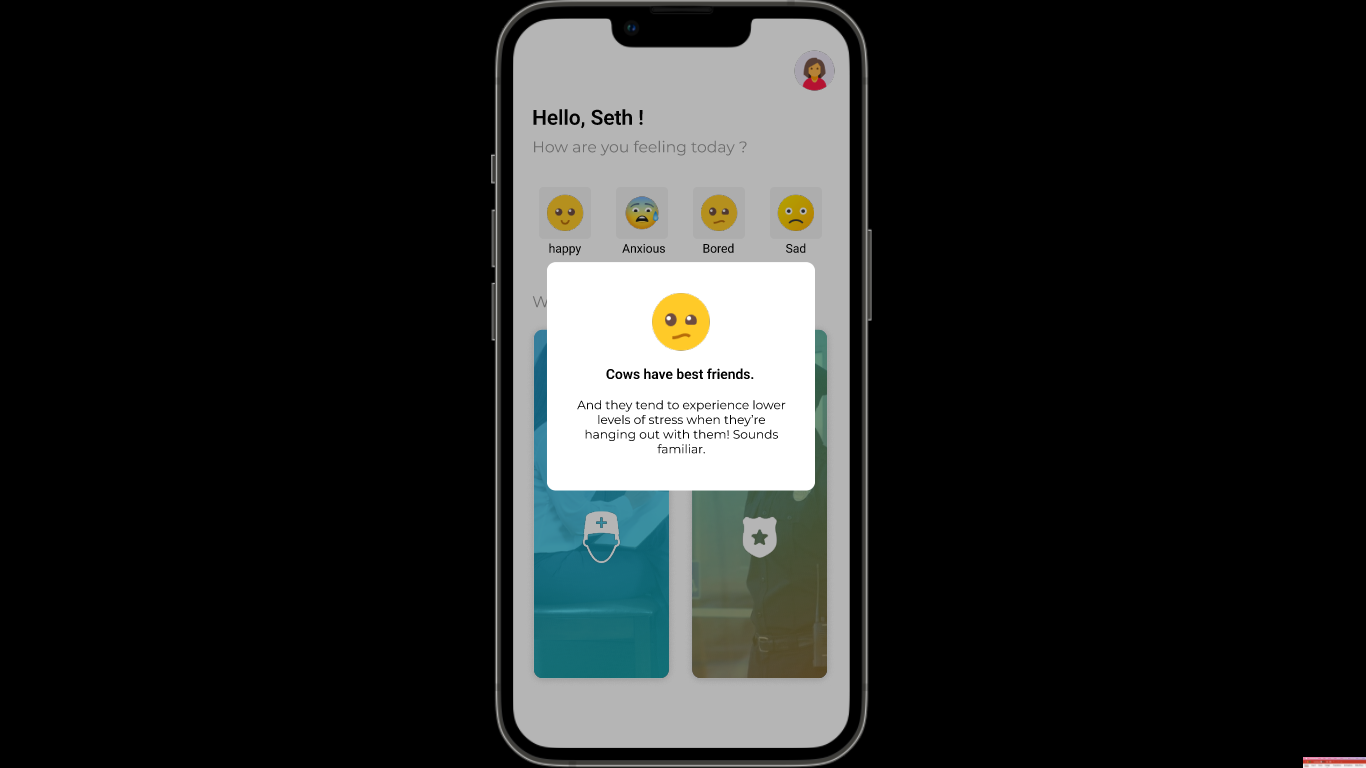 Hello, Seth !
How are you feeling today ?
happy
Anxious
Bored
Sad
Cows have best friends.
And they tend to experience lower
levels of stress when they're
hanging out with them! Sounds
familiar.